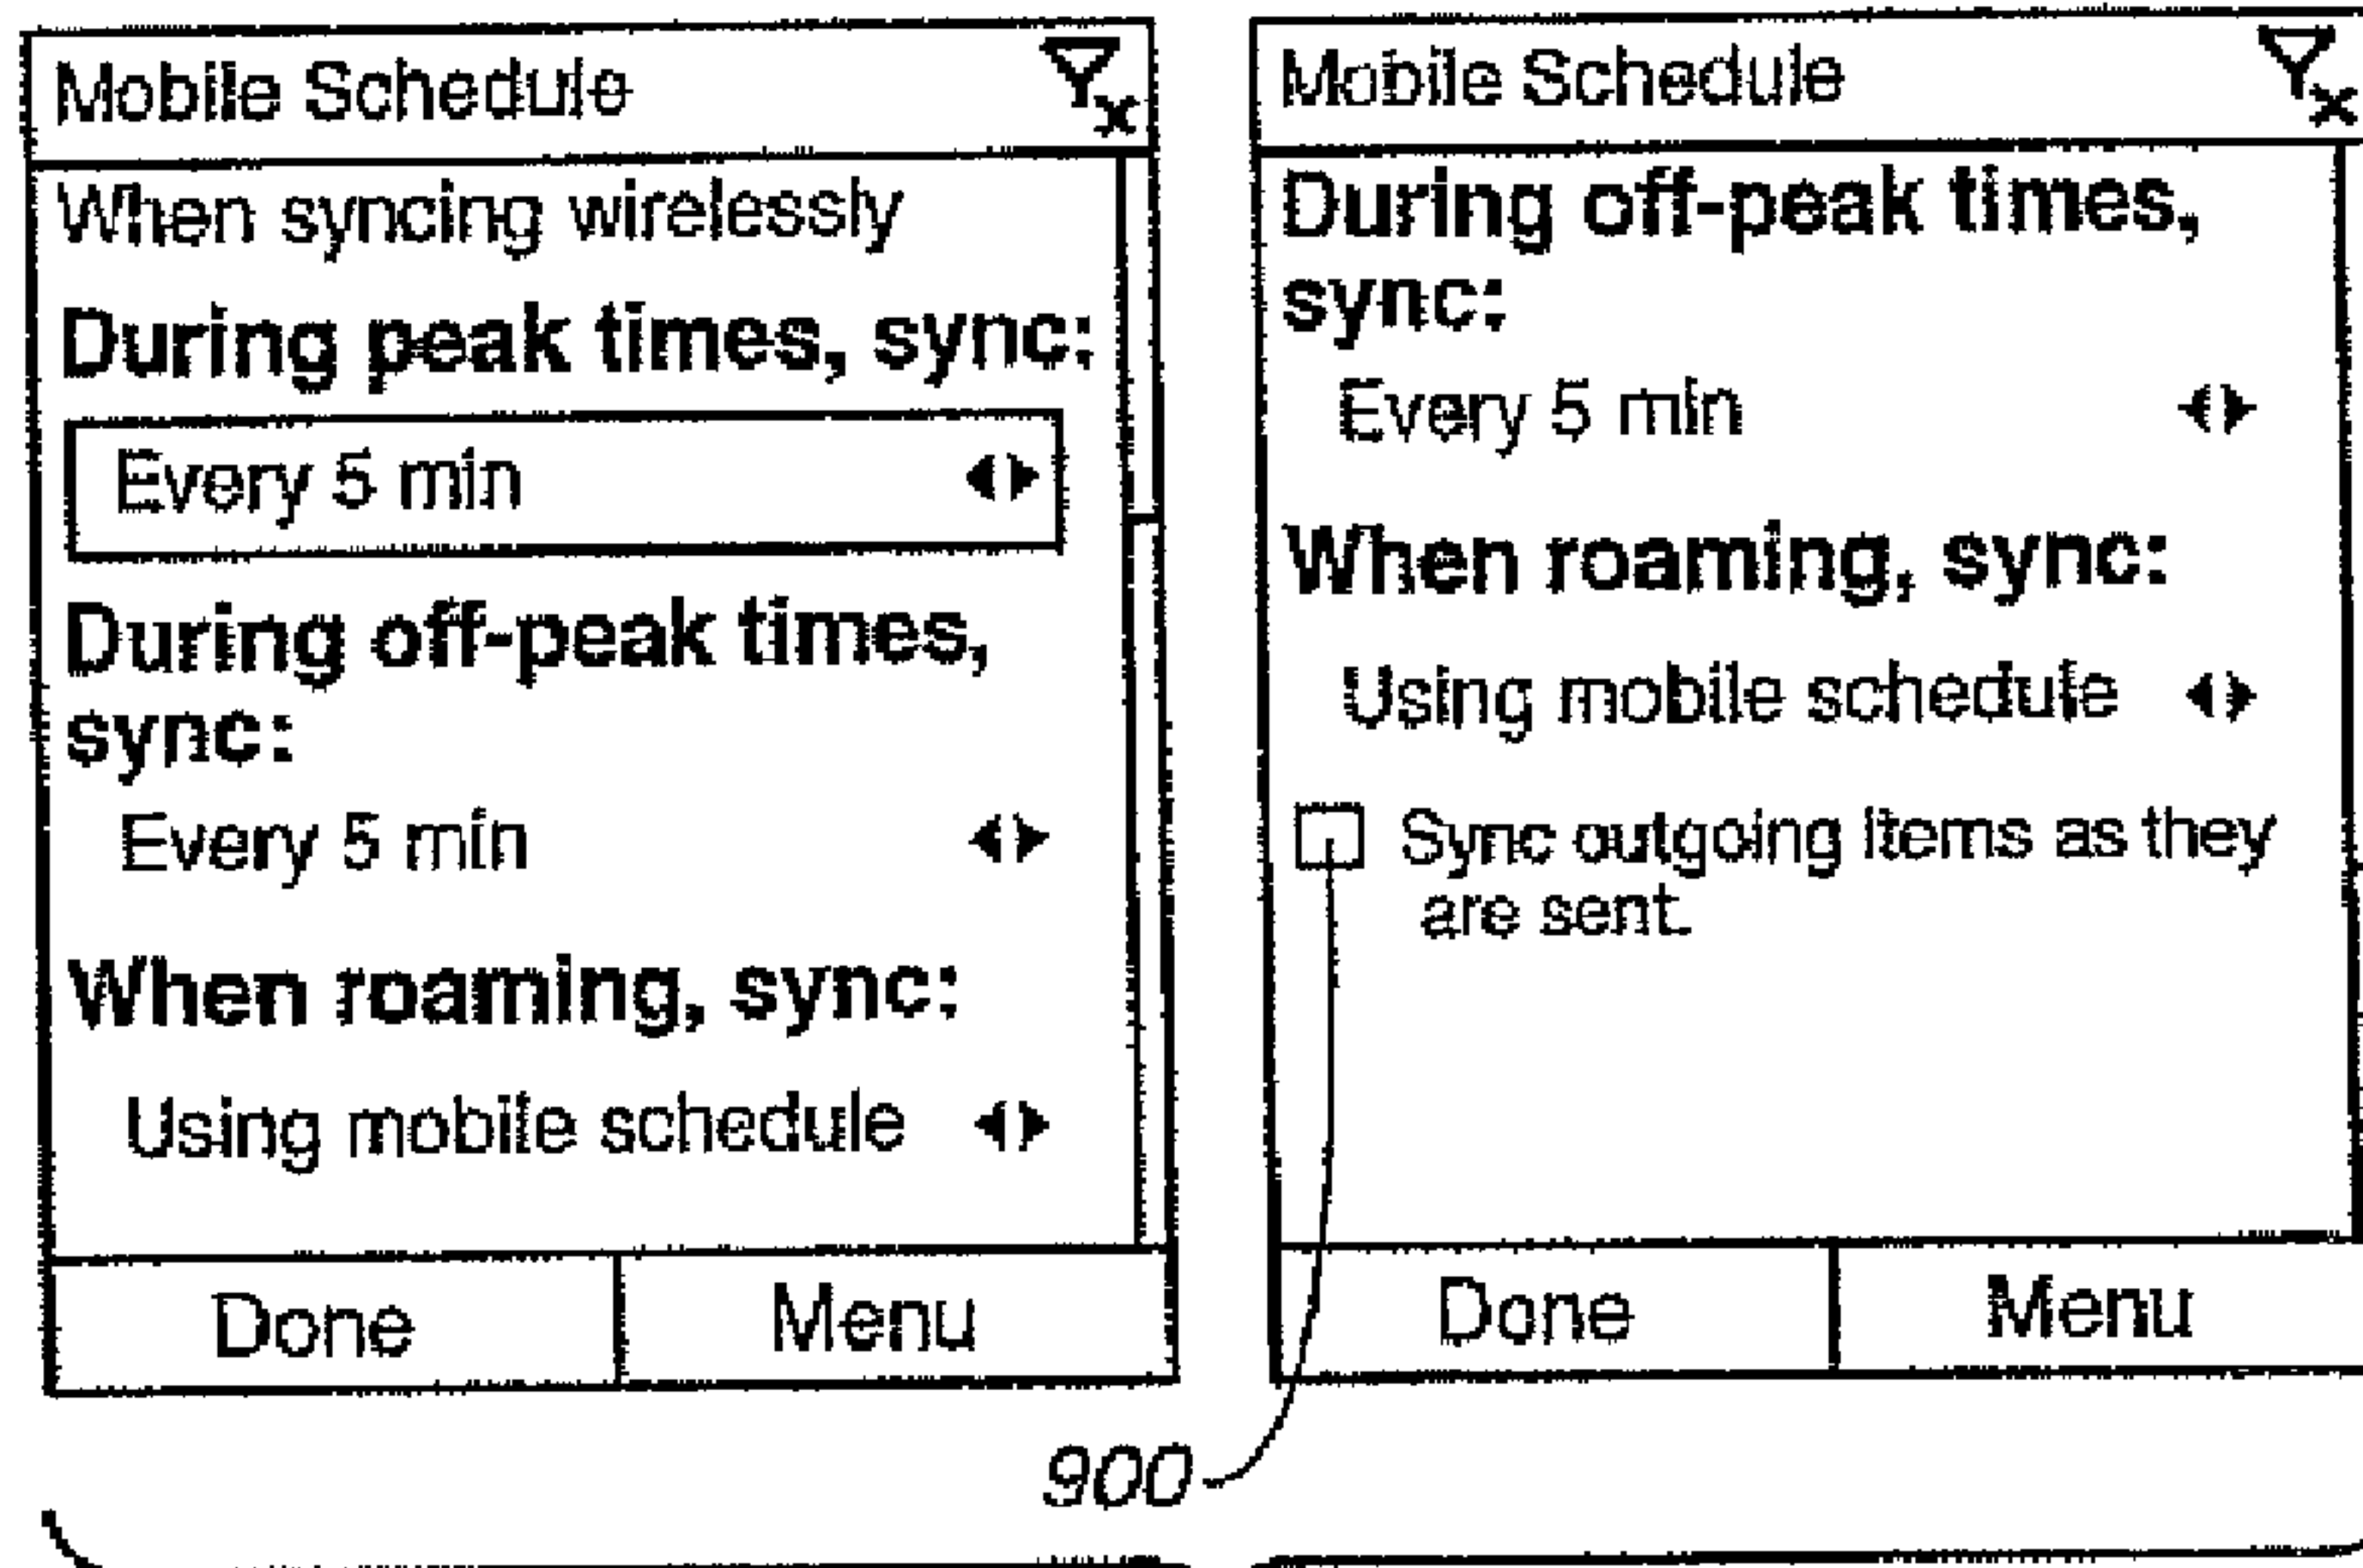 Mobile Schedule
When syncing wirelessly
During peak times, sync:
Every 5 min
During off-peak times,
sync:
Every 5 min
When roaming, sync:
Using mobile schedule
Done Menu
Mobile Schedule
During off-peak times,
sync:
Every 5 min
When roaming, sync:
Using mobile schedule
Sync outgoing items as they
are sent.
Done Menu
900